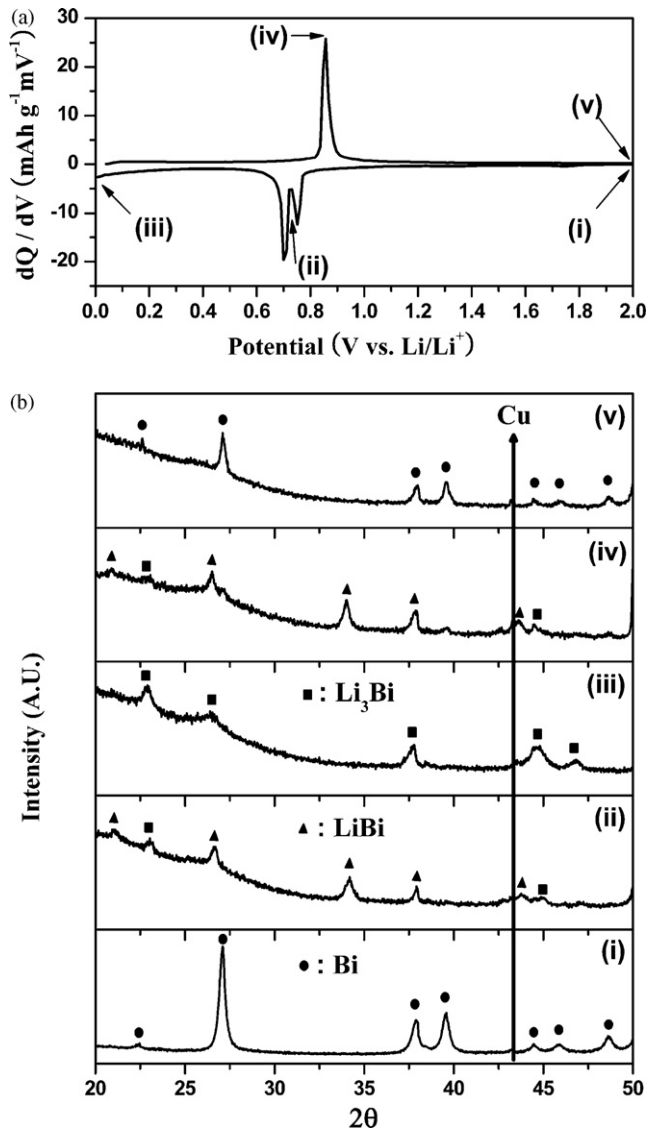 (a)
30
20
10
0
-10
-20
dQ / dV (mAh g⁻¹mV⁻¹)
(iv)
(v)
(iii)
(ii)
(i)
0.0 0.2 0.4 0.6 0.8 1.0 1.2 1.4 1.6 1.8 2.0
Potential (V vs. Li/Li⁺)
(b)
Intensity (A.U.)
Cu
(v)
(iv)
(iii)
■ : Li₃Bi
(ii)
▲ : LiBi
(i)
● : Bi
20 25 30 35 40 45 50
2θ